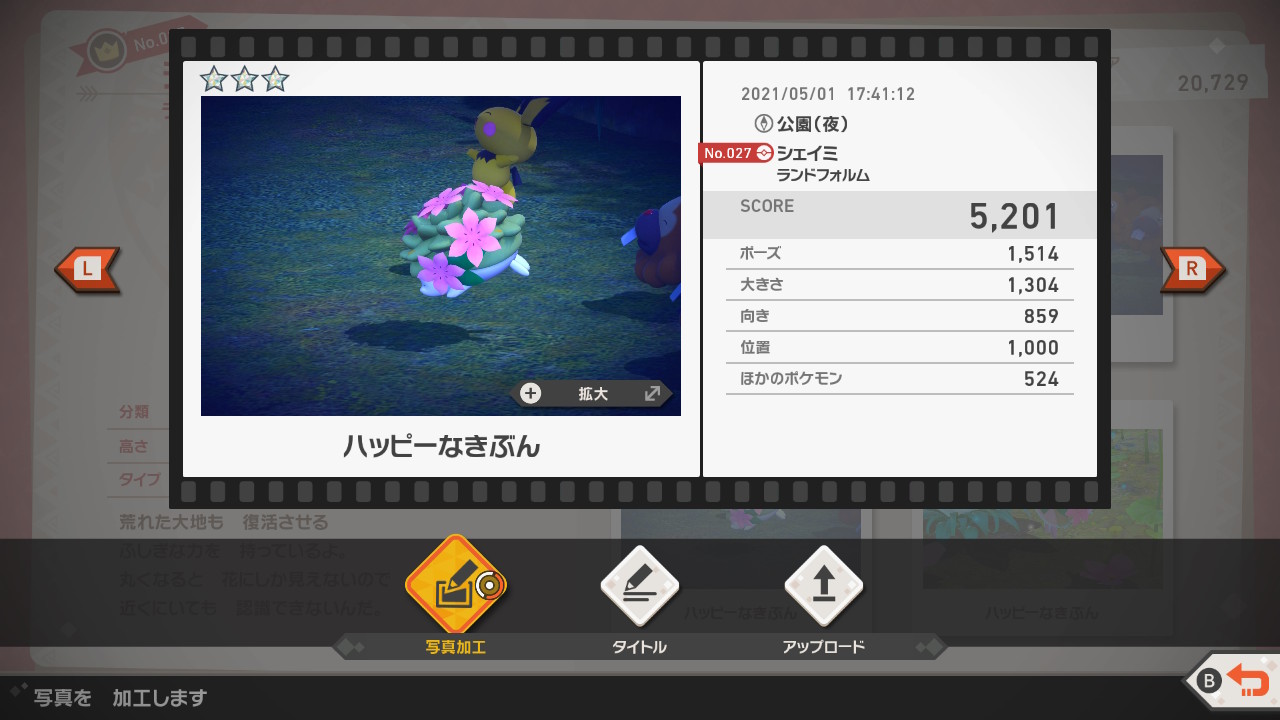 No.0
20,729
2021/05/01 17:41:12
公園(夜)
No.027 シェイミ
ランドフォルム
SCORE 5,201
ポーズ 1,514
大きさ 1,304
向き 859
位置 1,000
ほかのポケモン 524
L
R
+ 拡大
ハッピーなきぶん
分類
高さ
タイプ
荒れた大地も 復活させる
ふしぎな力を 持っているよ。
丸くなると 花にしか見えないので
近くにいても 認識できないんだ。
ハッピーなきぶん
ハッピーなきぶん
写真加工
タイトル
アップロード
写真を 加工します
B